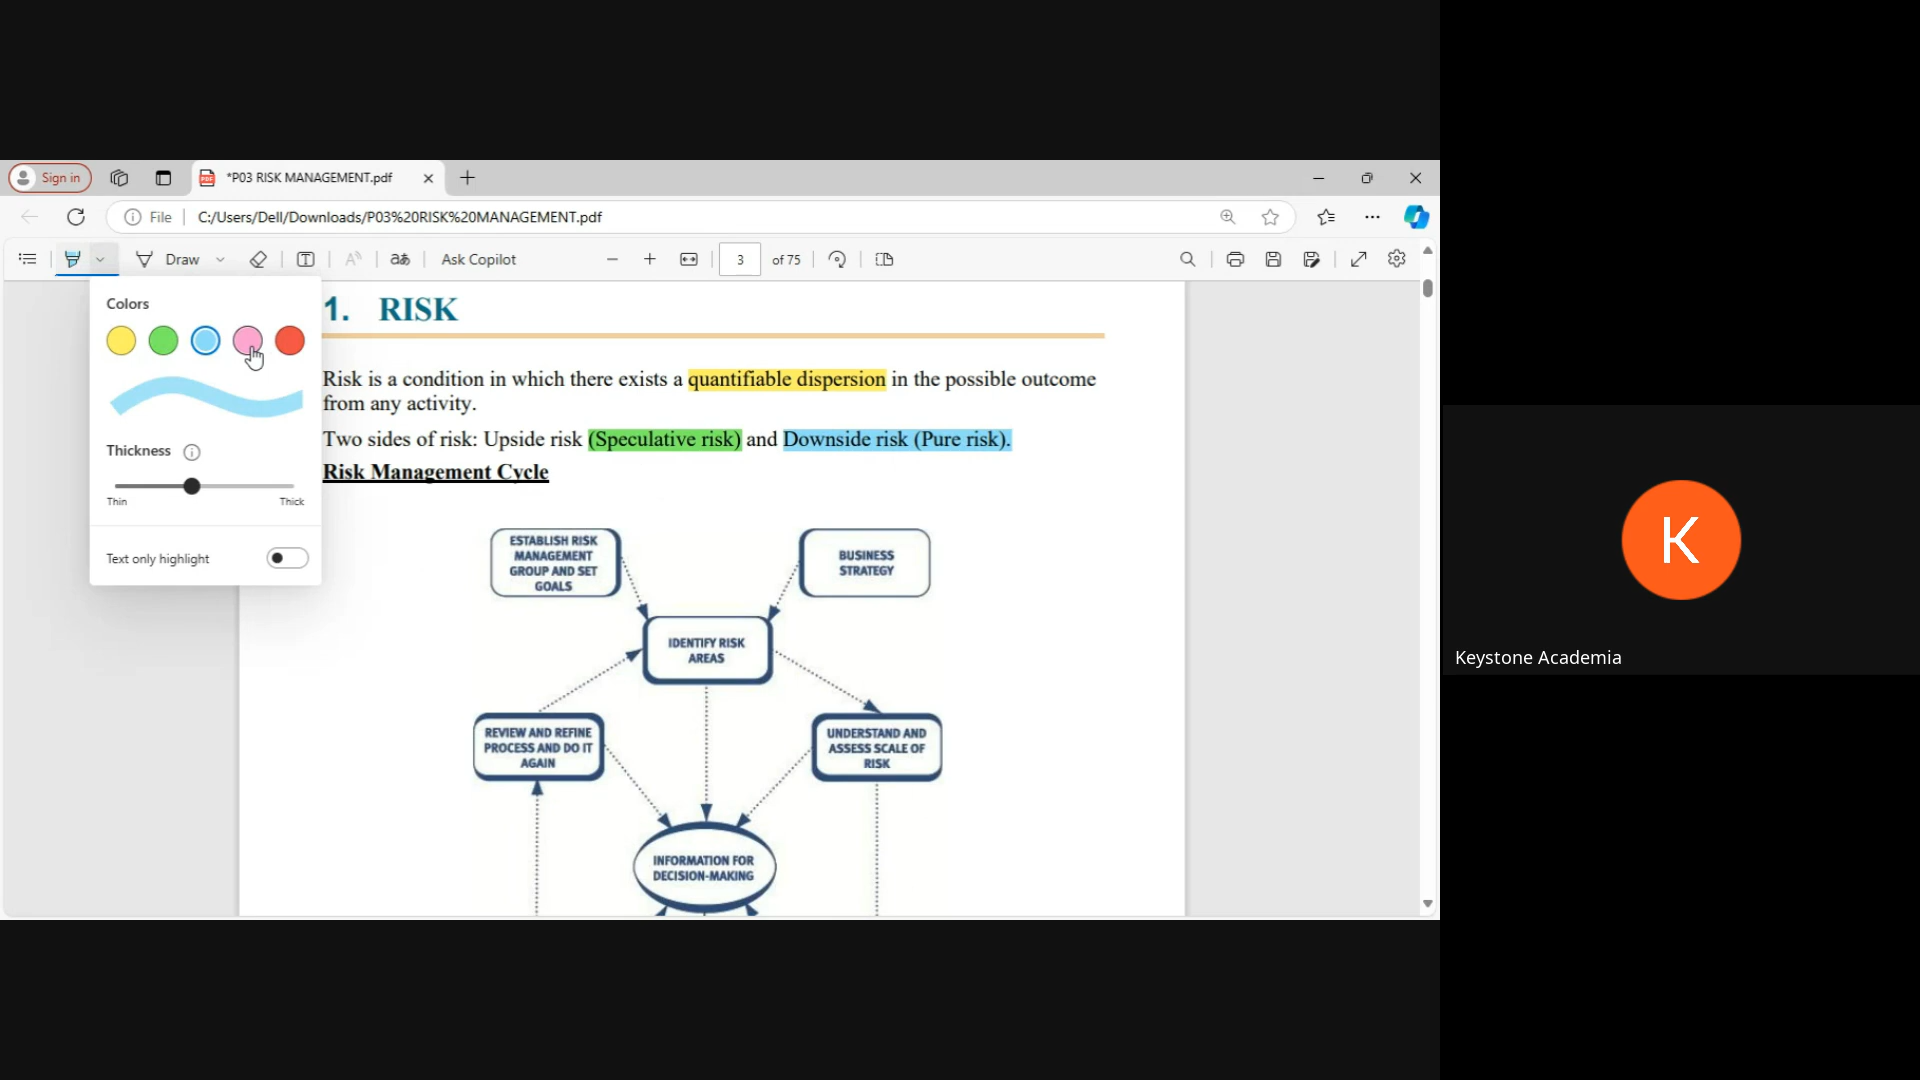 Sign in
*P03 RISK MANAGEMENT.pdf
File
C:/Users/Dell/Downloads/P03%20RISK%20MANAGEMENT.pdf
Draw
aあ
Ask Copilot
3
of 75
Colors
Thickness
Thin
Thick
Text only highlight
1. RISK
Risk is a condition in which there exists a quantifiable dispersion in the possible outcome
from any activity.
Two sides of risk: Upside risk (Speculative risk) and Downside risk (Pure risk).
Risk Management Cycle
ESTABLISH RISK
MANAGEMENT
GROUP AND SET
GOALS
BUSINESS
STRATEGY
IDENTIFY RISK
AREAS
REVIEW AND REFINE
PROCESS AND DO IT
AGAIN
UNDERSTAND AND
ASSESS SCALE OF
RISK
INFORMATION FOR
DECISION-MAKING
K
Keystone Academia